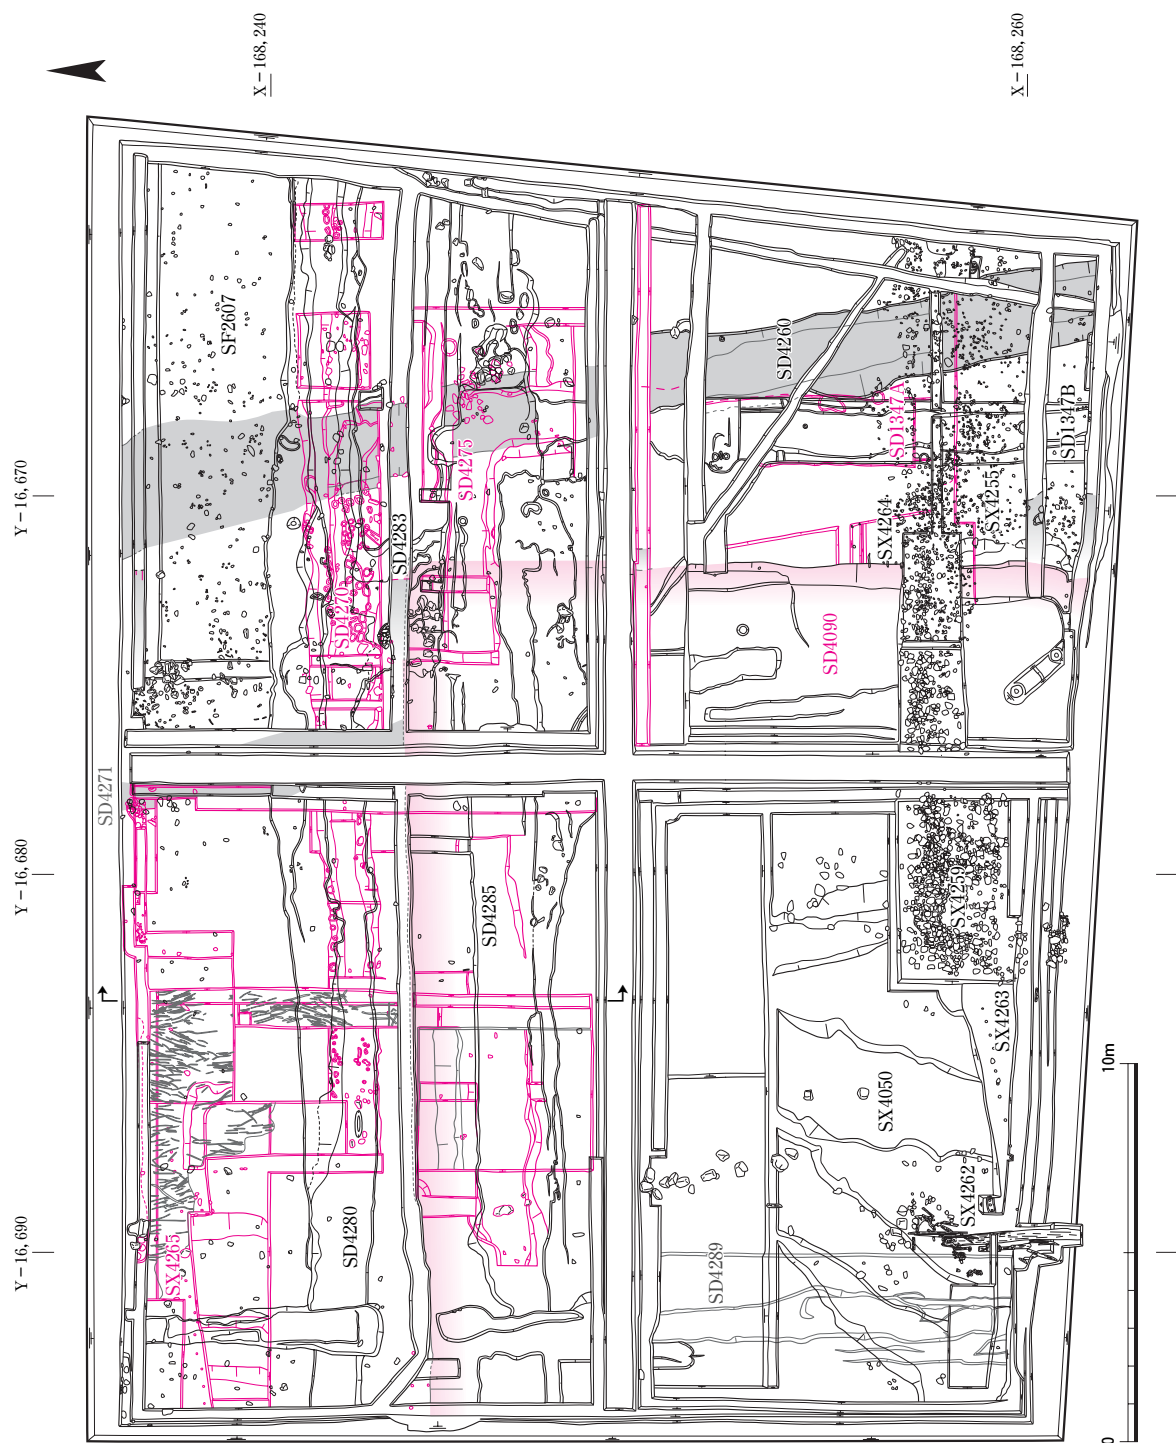 X－168, 240
X－168, 260
Y－16, 670
Y－16, 680
Y－16, 690
SF2607
SD4260
SD1347A
SD1347B
SD4275
SD4283
SX4264
SX4255
SD4270
SD4090
SD4271
SD4285
SX4259
SX4263
SX4050
SX4262
SD4280
SX4265
SD4289
10m
0